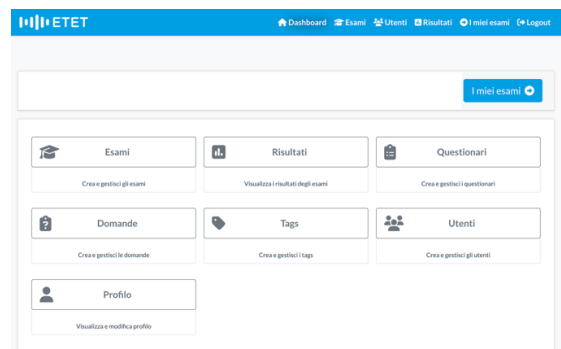 ETET Dashboard Esami Utenti Risultati I miei esami Logout
I miei esami
Esami Risultati Questionari
Crea e gestisci gli esami Visualizza i risultati degli esami Crea e gestisci i questionari
Domande Tags Utenti
Crea e gestisci le domande Crea e gestisci i tags Crea e gestisci gli utenti
Profilo
Visualizza e modifica profilo